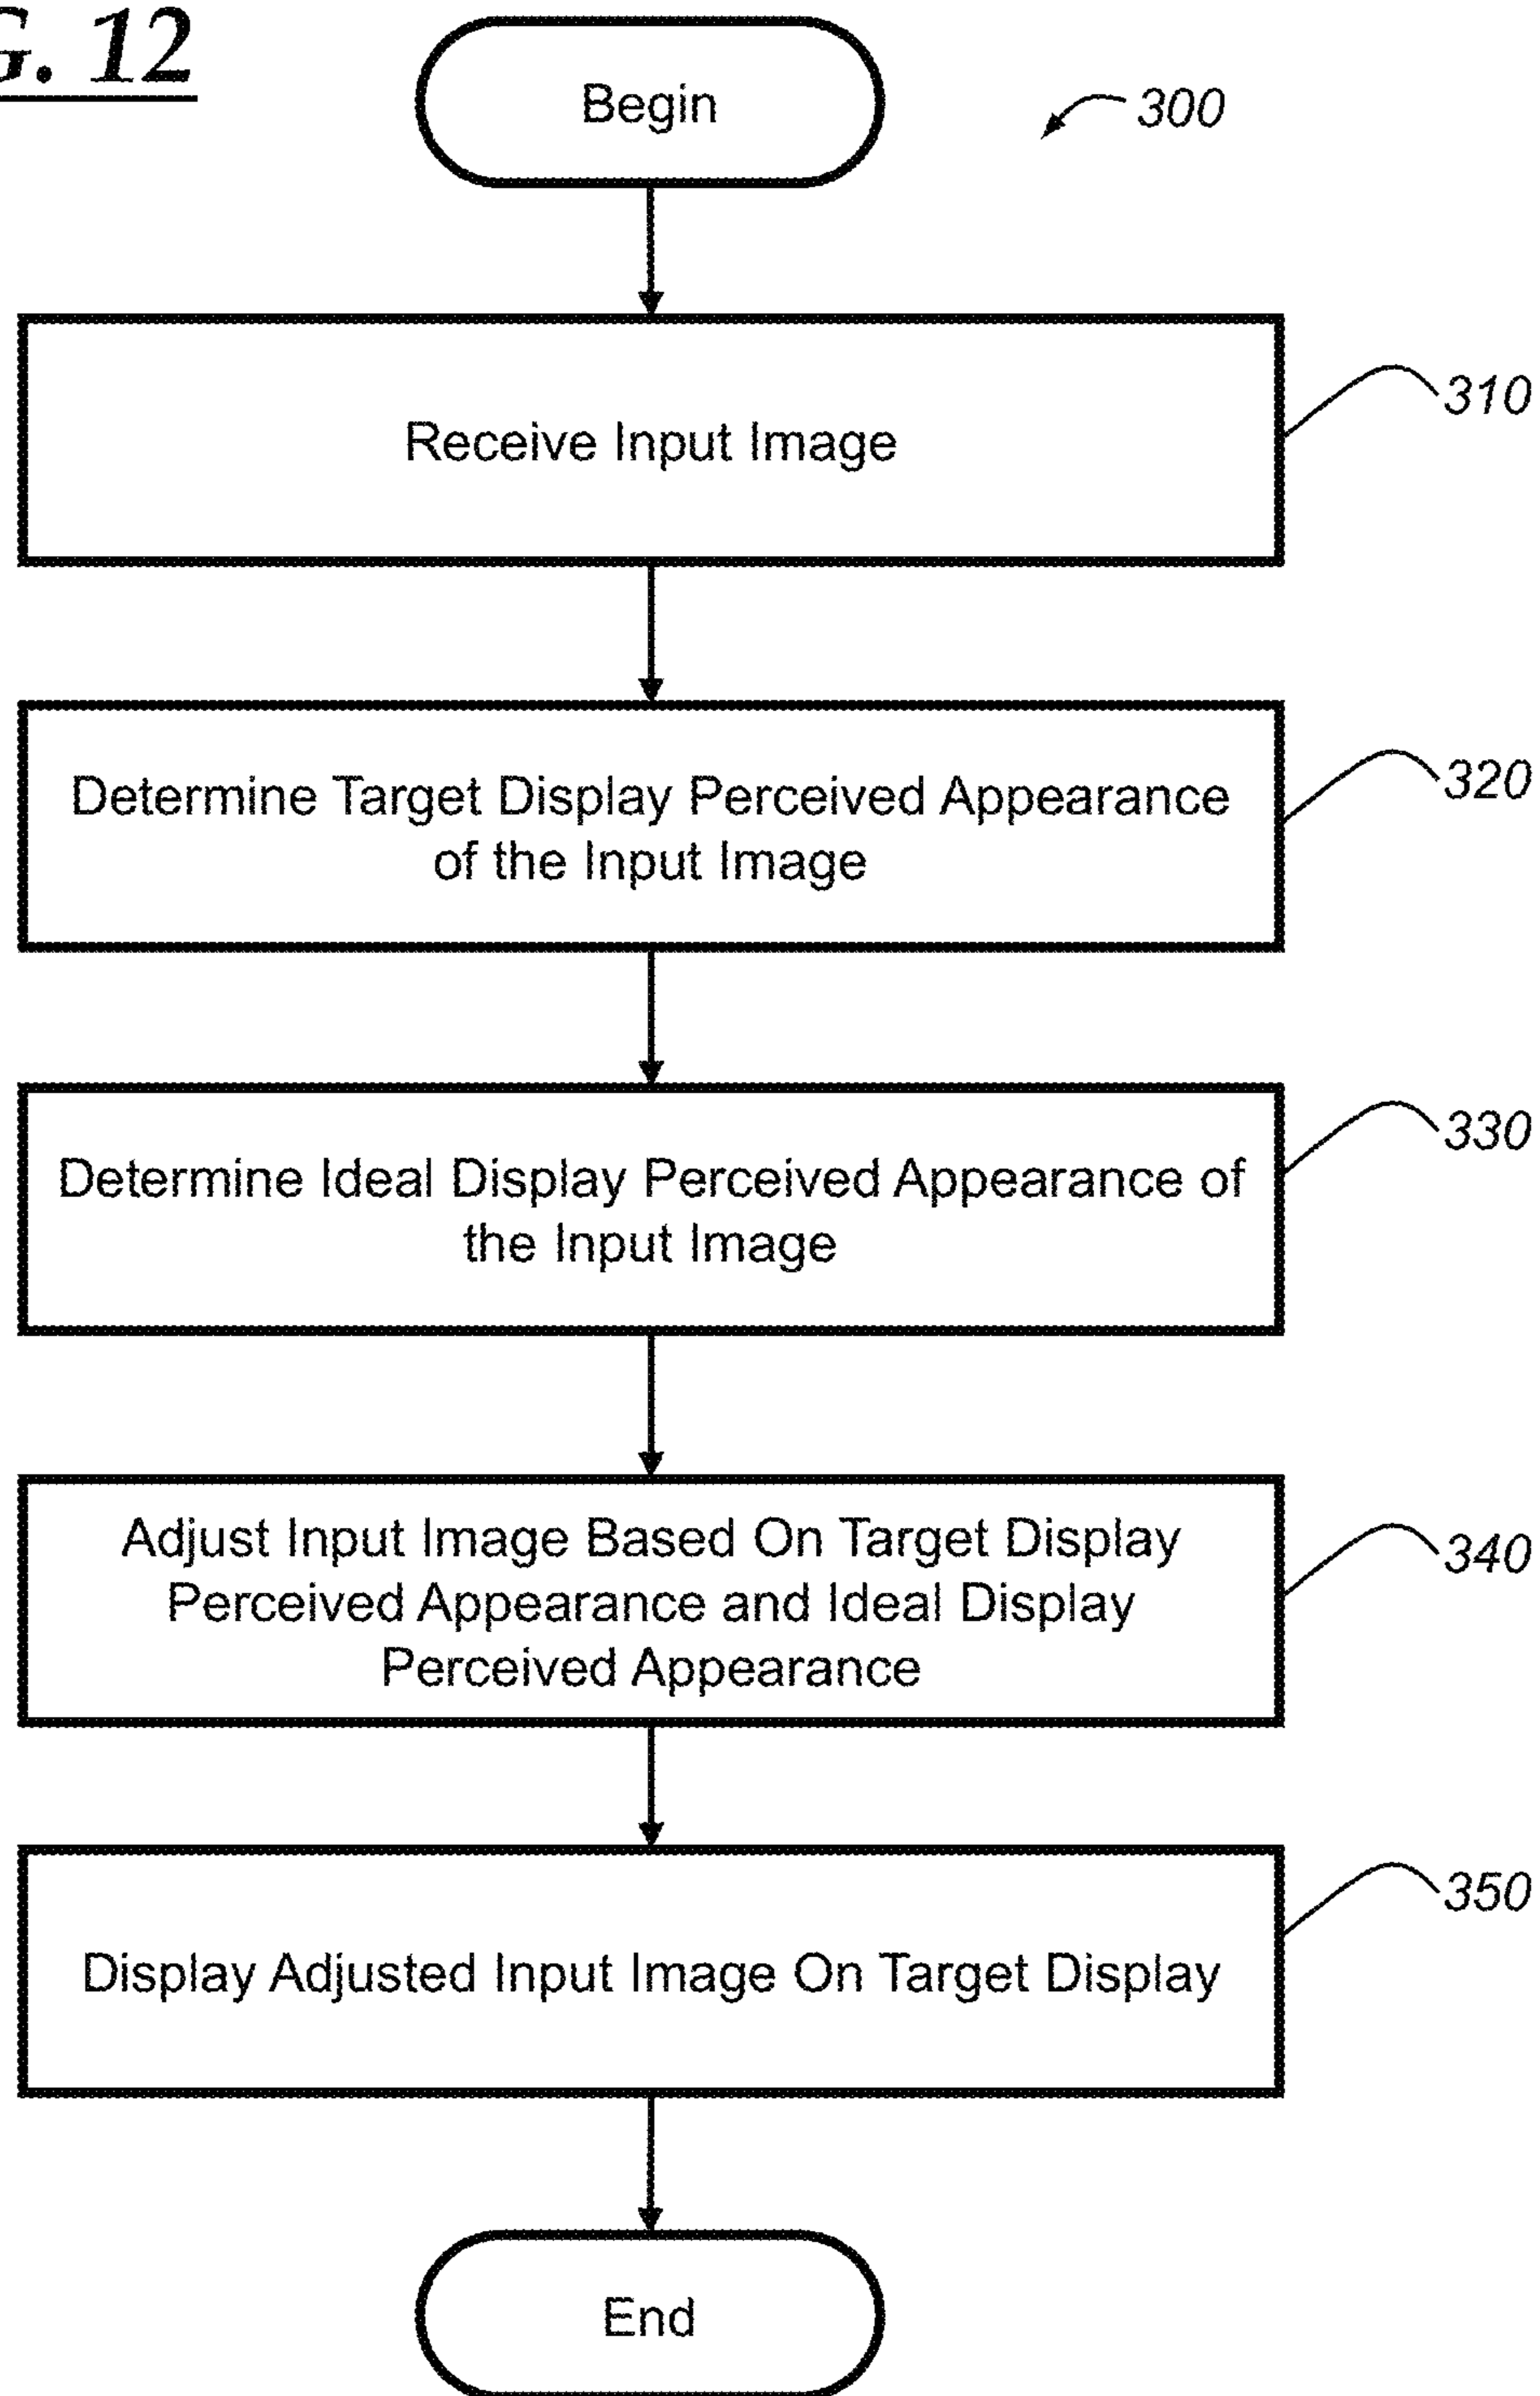 G. 12
Begin
300
Receive Input Image
310
Determine Target Display Perceived Appearance
of the Input Image
320
Determine Ideal Display Perceived Appearance of
the Input Image
330
Adjust Input Image Based On Target Display
Perceived Appearance and Ideal Display
Perceived Appearance
340
Display Adjusted Input Image On Target Display
350
End